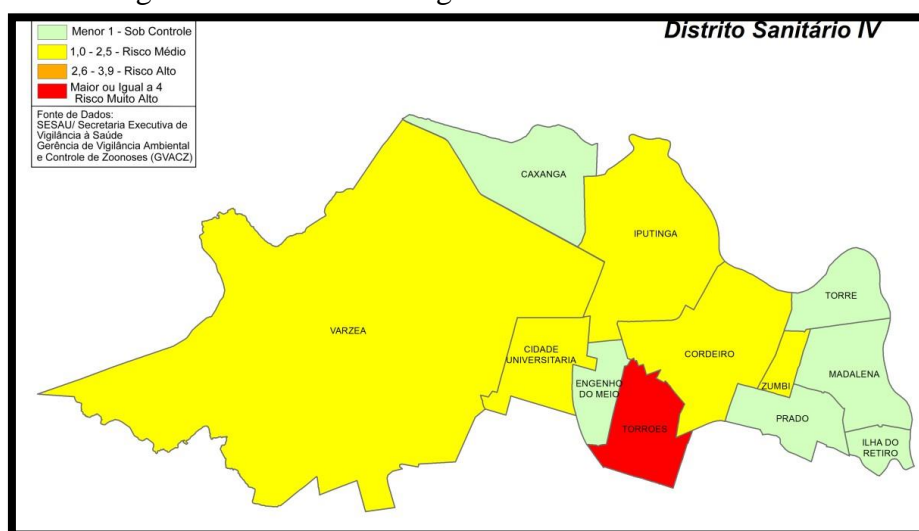 Distrito Sanitário IV
Menor 1 - Sob Controle
1,0 - 2,5 - Risco Médio
2,6 - 3,9 - Risco Alto
Maior ou Igual a 4
Risco Muito Alto
Fonte de Dados:
SESAU/ Secretaria Executiva de
Vigilância à Saúde
Gerência de Vigilância Ambiental
e Controle de Zoonoses (GVACZ)
CAXANGA
IPUTINGA
TORRE
VARZEA
CIDADE
UNIVERSITARIA
CORDEIRO
MADALENA
ENGENHO
DO MEIO
ZUMBI
PRADO
TORROES
ILHA DO
RETIRO